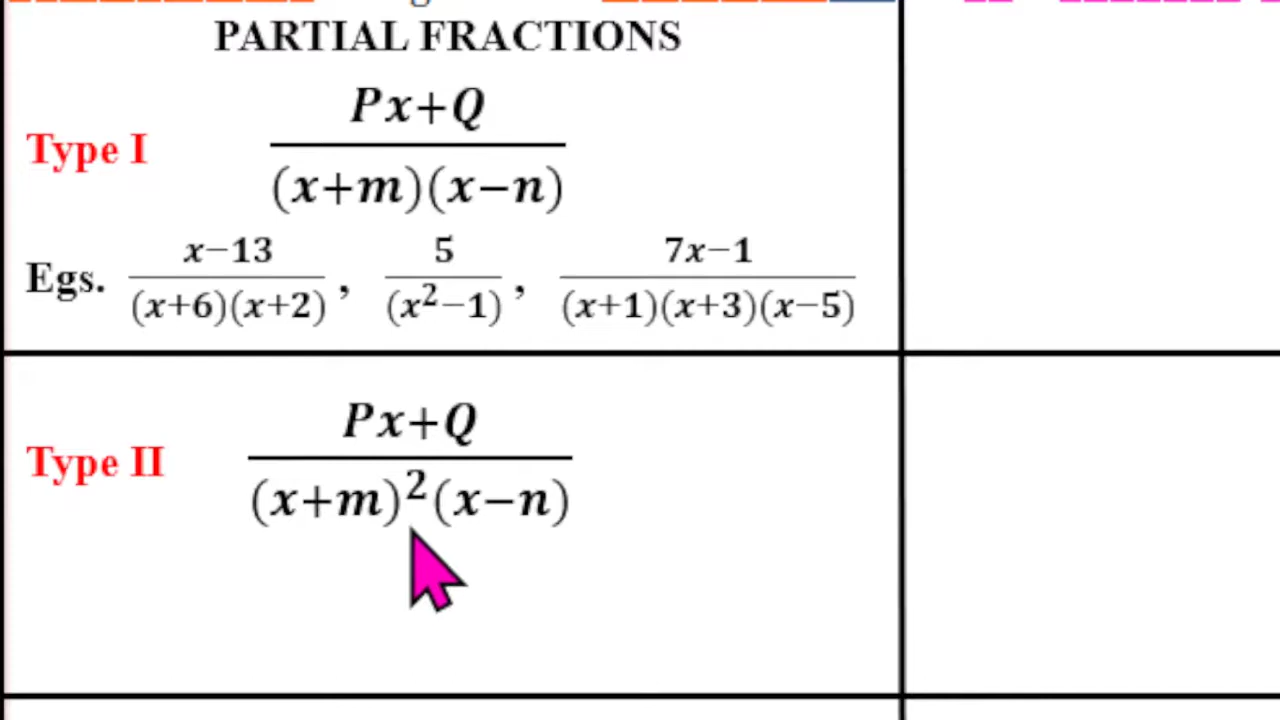 PARTIAL FRACTIONS
Type I
Px+Q
(x+m)(x−n)
Egs. x−13 / (x+6)(x+2) , 5 / (x²−1) , 7x−1 / (x+1)(x+3)(x−5)
Type II
Px+Q
(x+m)²(x−n)